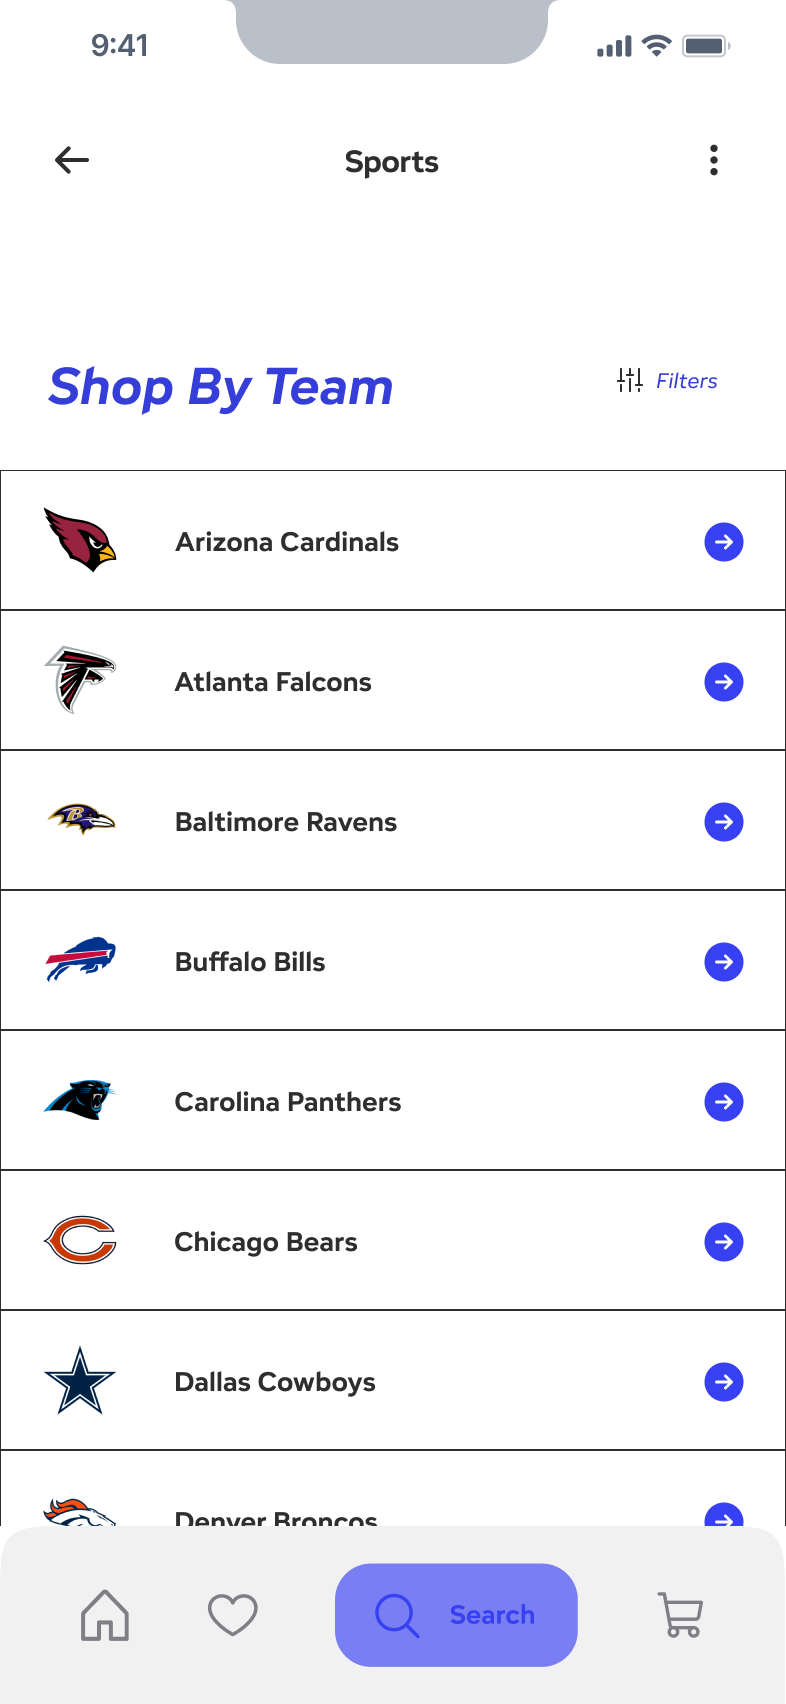 9:41
Sports
Shop By Team
Filters
Arizona Cardinals
Atlanta Falcons
Baltimore Ravens
Buffalo Bills
Carolina Panthers
Chicago Bears
Dallas Cowboys
Denver Broncos
Search